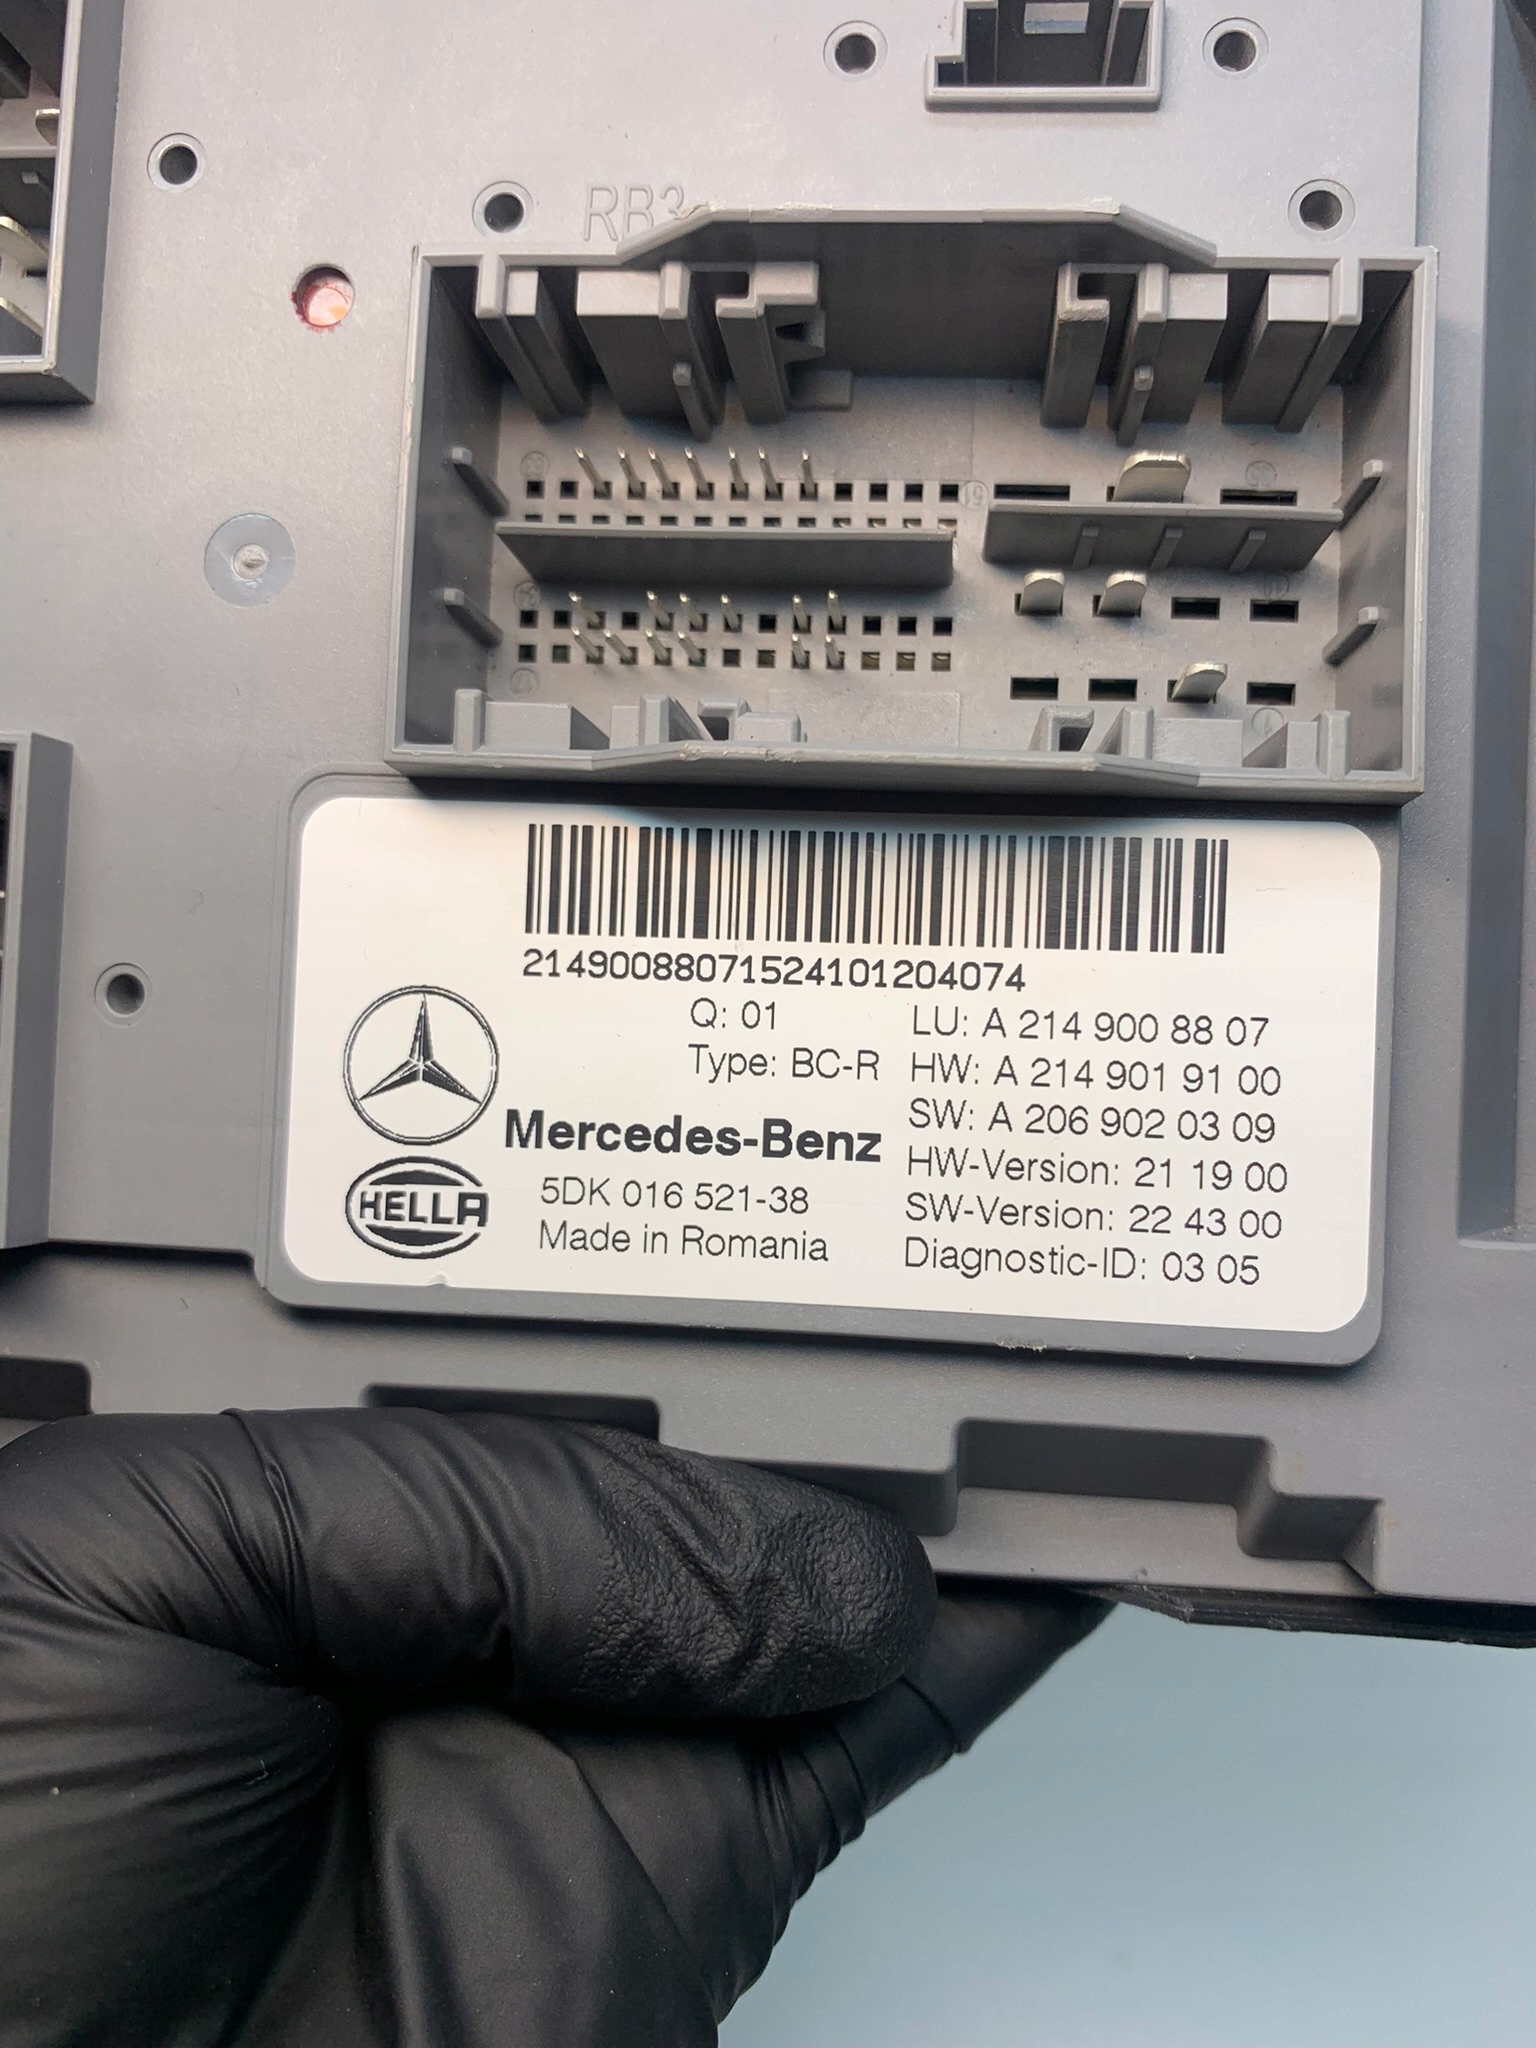 RB3
21490088071524101204074
Q: 01
Type: BC-R
LU: A 214 900 88 07
HW: A 214 901 91 00
SW: A 206 902 03 09
HW-Version: 21 19 00
SW-Version: 22 43 00
Diagnostic-ID: 03 05
Mercedes-Benz
HELLA
5DK 016 521-38
Made in Romania